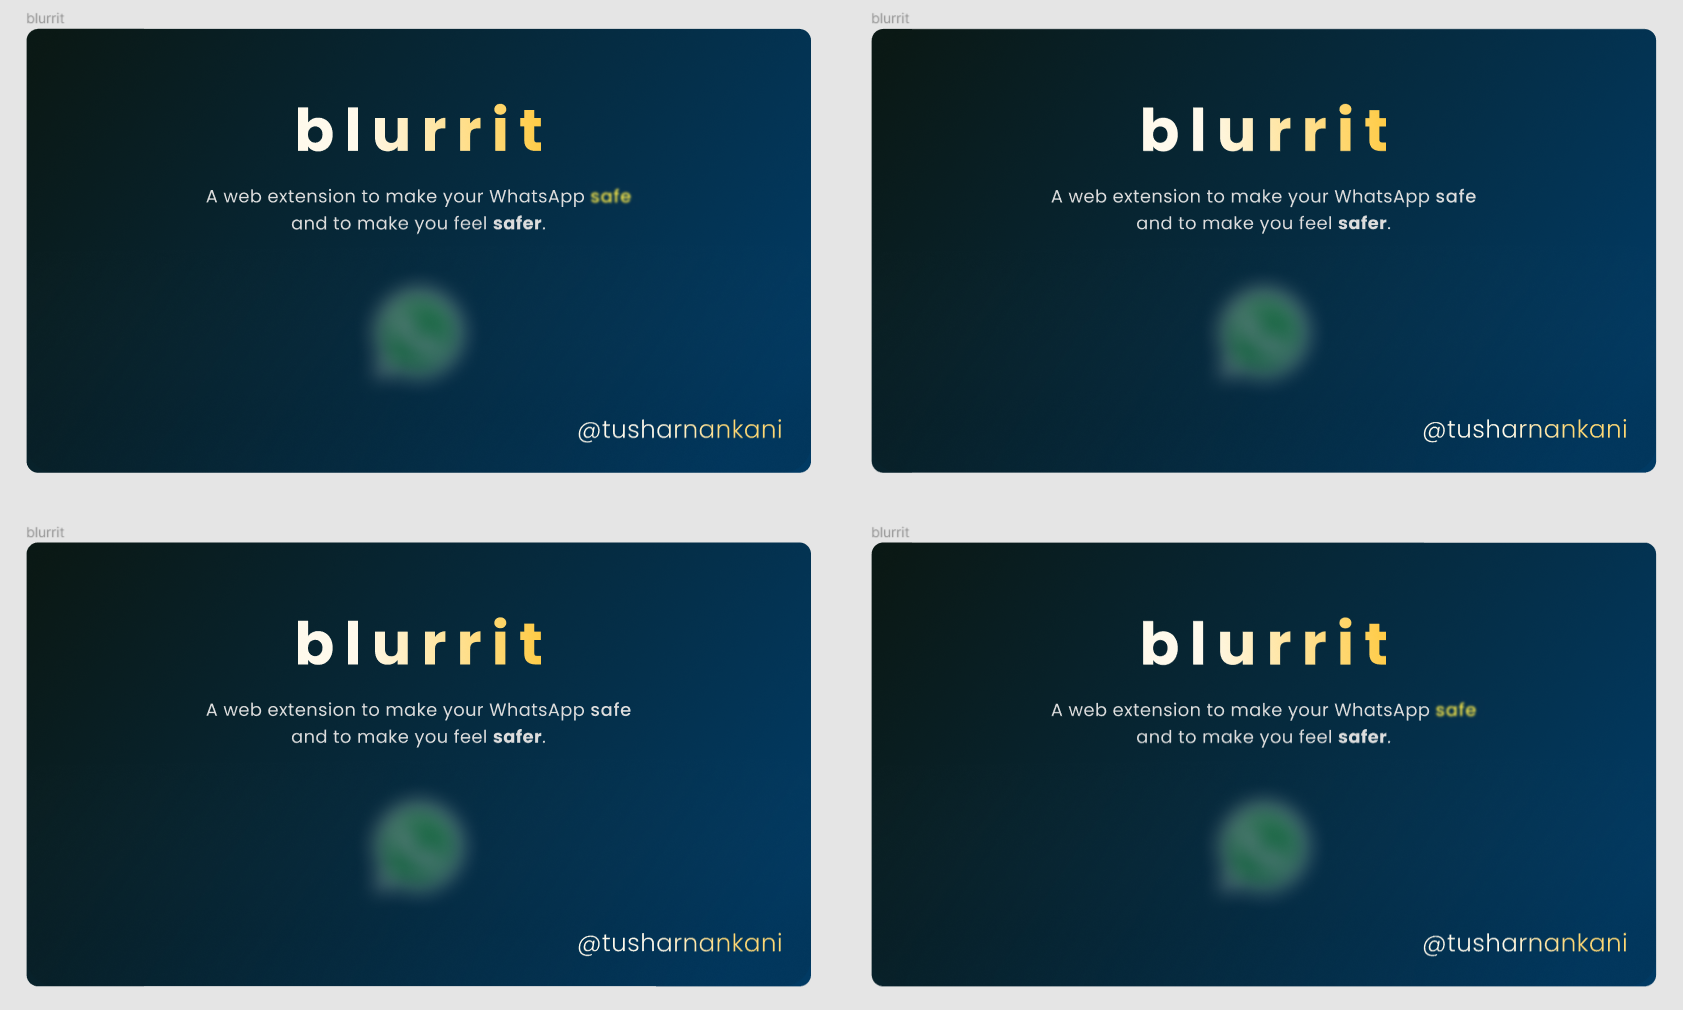 blurrit
blurrit
A web extension to make your WhatsApp safe
and to make you feel safer.
@tusharnankani
blurrit
blurrit
A web extension to make your WhatsApp safe
and to make you feel safer.
@tusharnankani
blurrit
blurrit
A web extension to make your WhatsApp safe
and to make you feel safer.
@tusharnankani
blurrit
blurrit
A web extension to make your WhatsApp safe
and to make you feel safer.
@tusharnankani